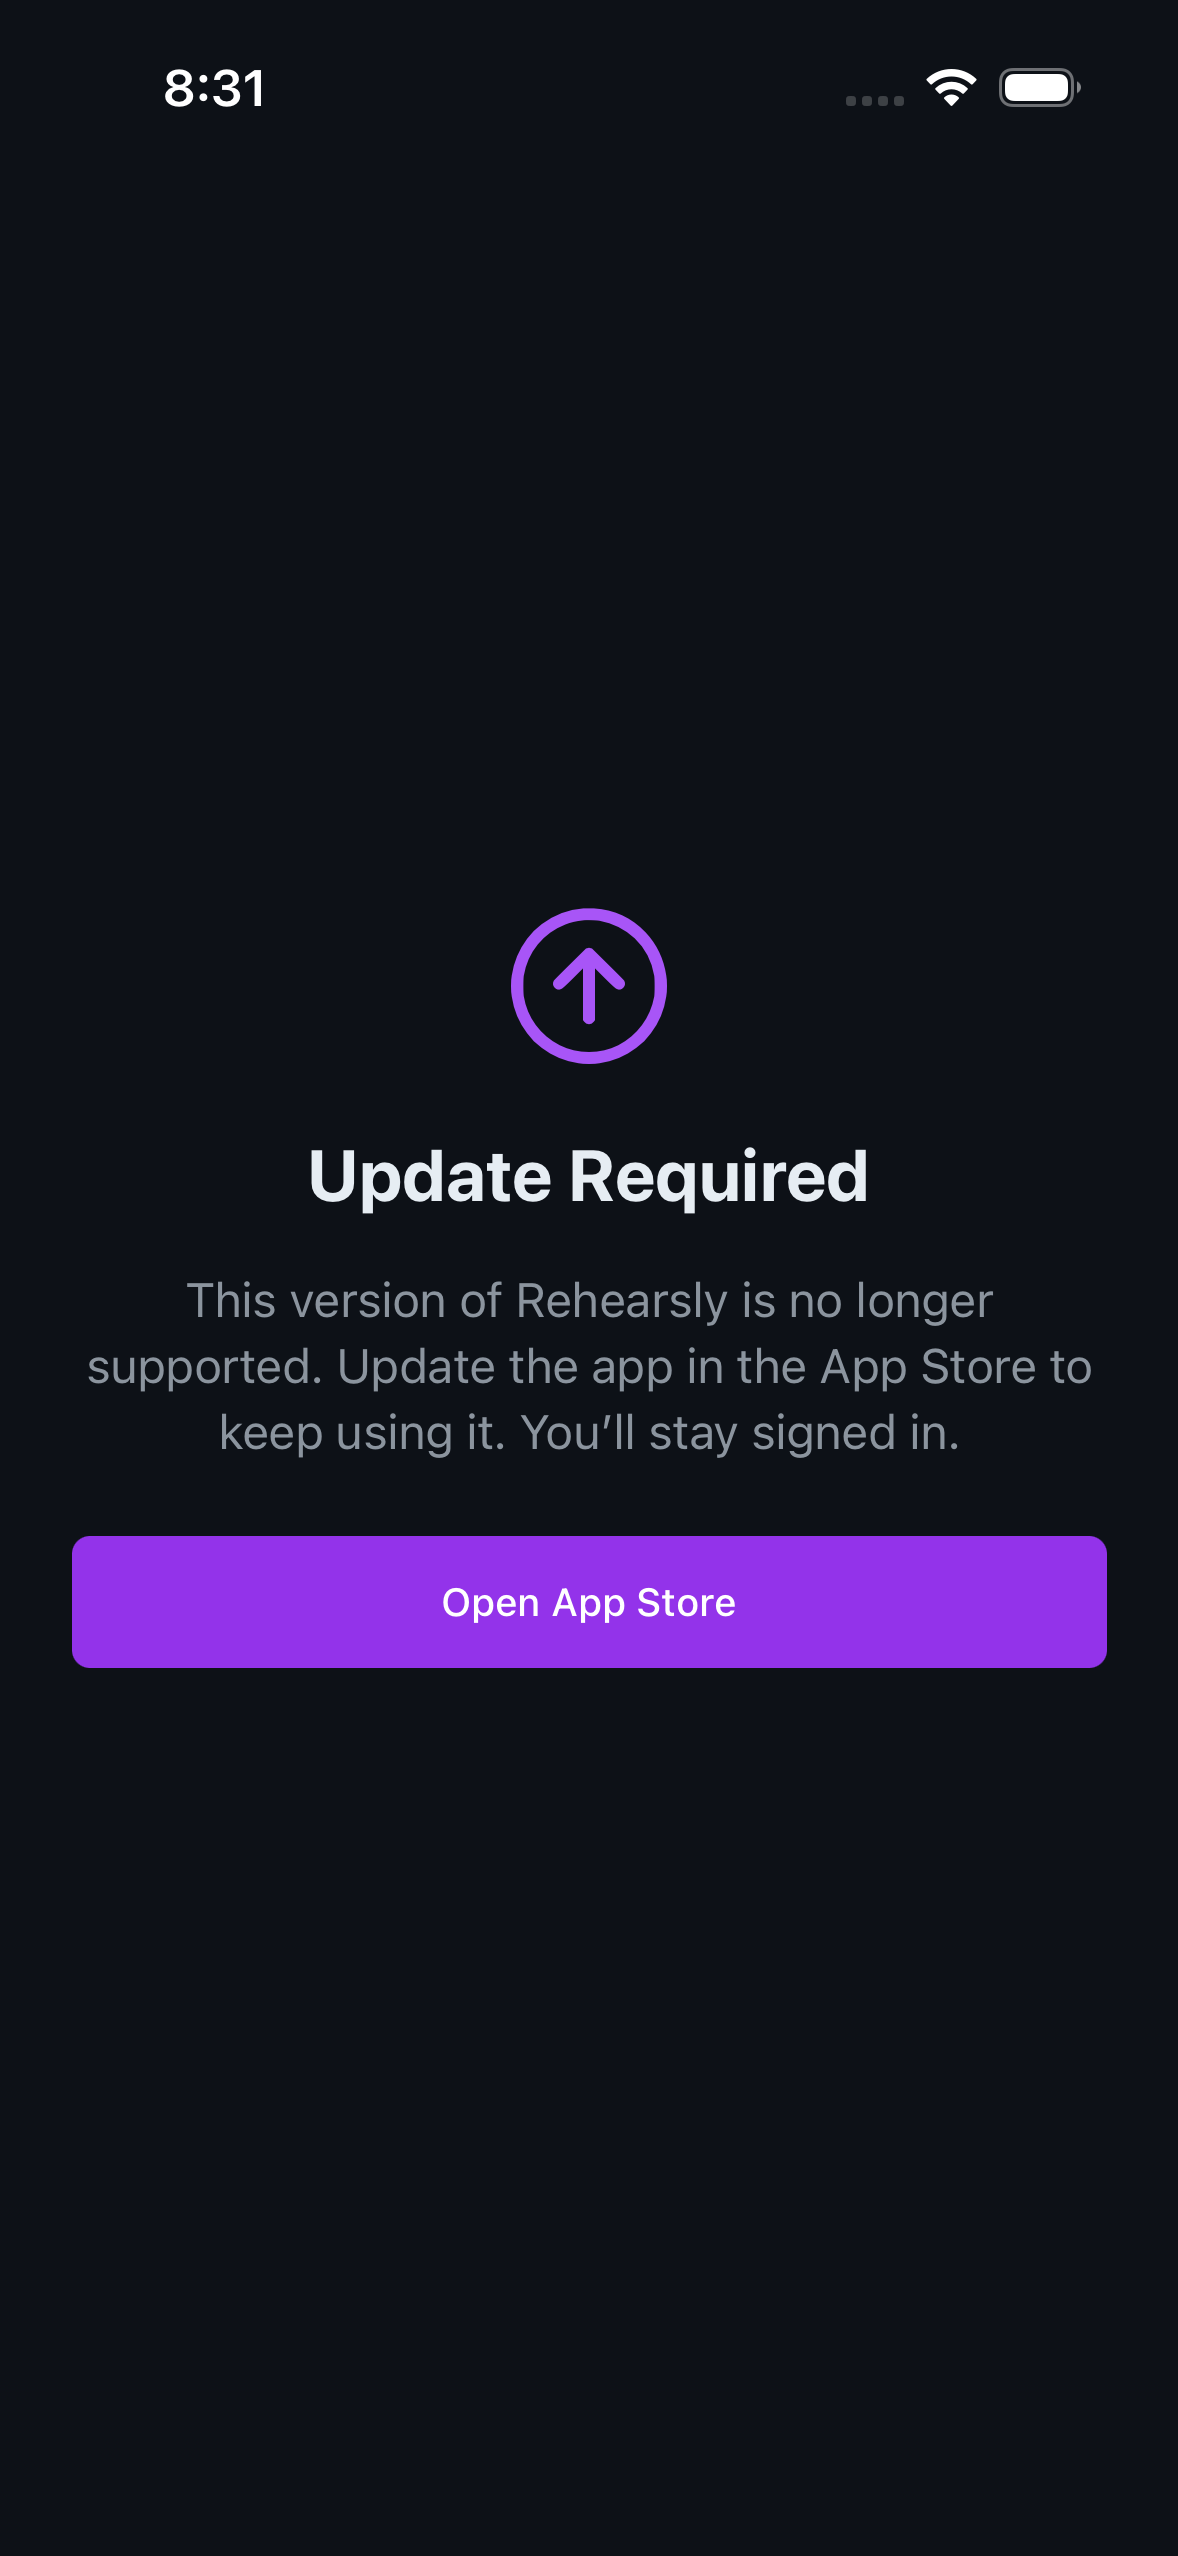 8:31
Update Required
This version of Rehearsly is no longer
supported. Update the app in the App Store to
keep using it. You’ll stay signed in.
Open App Store